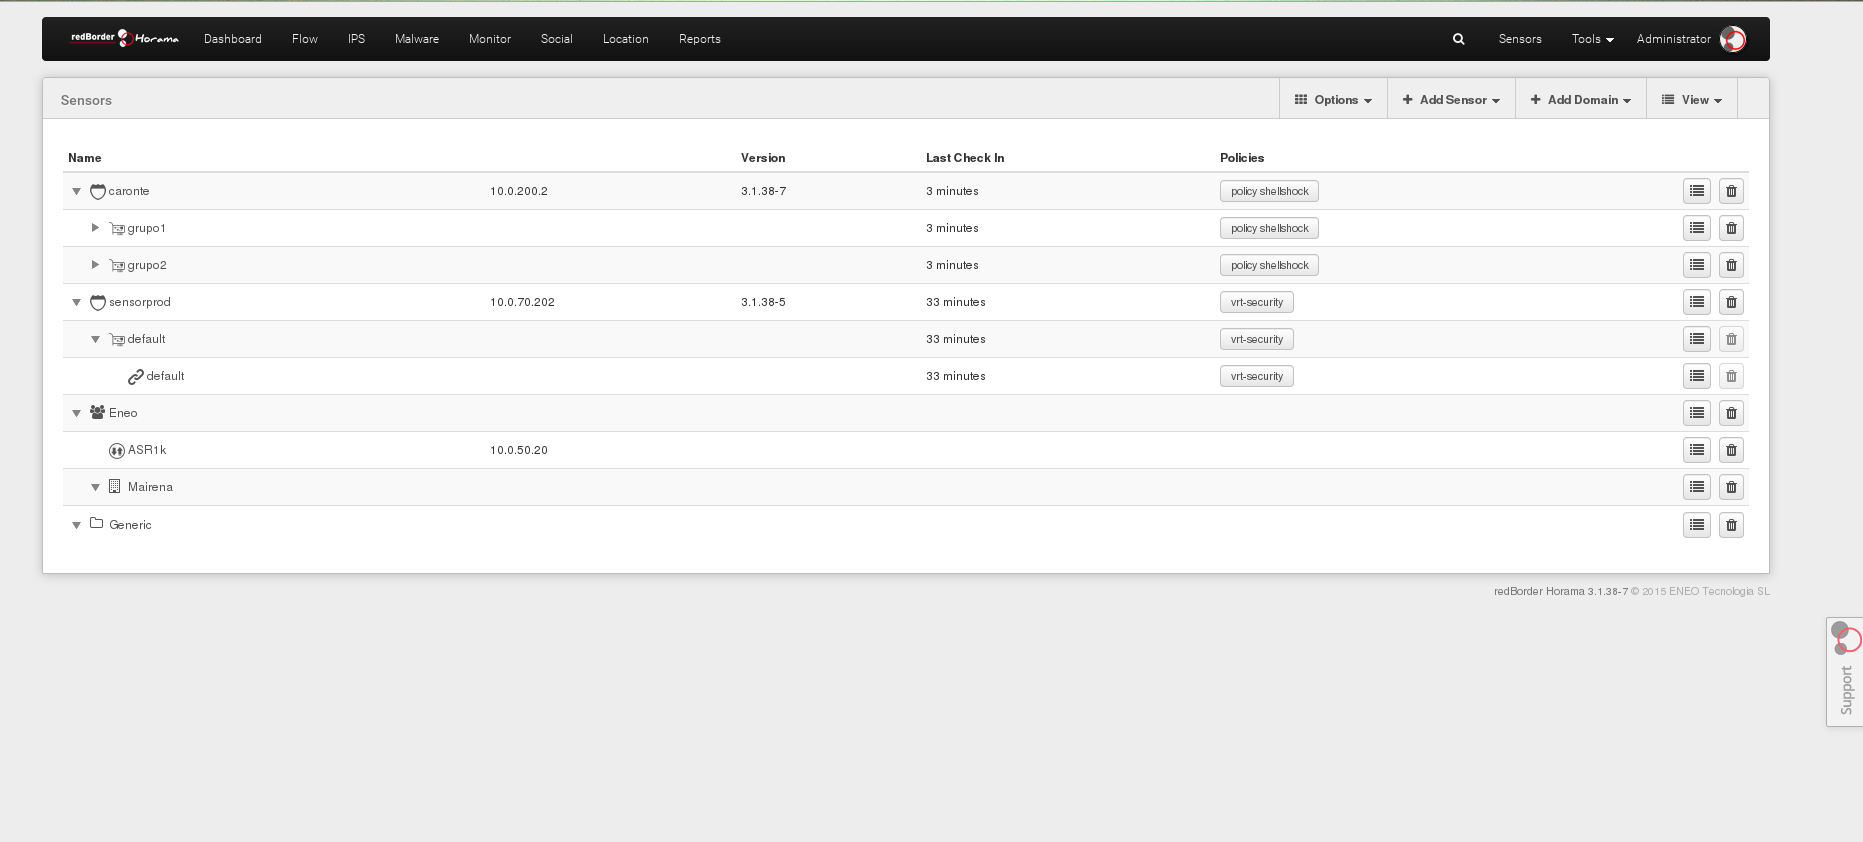 redBorder Horama Dashboard Flow IPS Malware Monitor Social Location Reports Sensors Tools Administrator
Sensors Options Add Sensor Add Domain View
Name Version Last Check In Policies
caronte 10.0.200.2 3.1.38-7 3 minutes policy shellshock
grupo1 3 minutes policy shellshock
grupo2 3 minutes policy shellshock
sensorprod 10.0.70.202 3.1.38-5 33 minutes vrt-security
default 33 minutes vrt-security
default 33 minutes vrt-security
Eneo
ASR1k 10.0.50.20
Mairena
Generic
redBorder Horama 3.1.38-7 © 2015 ENEO Tecnologia SL
Support